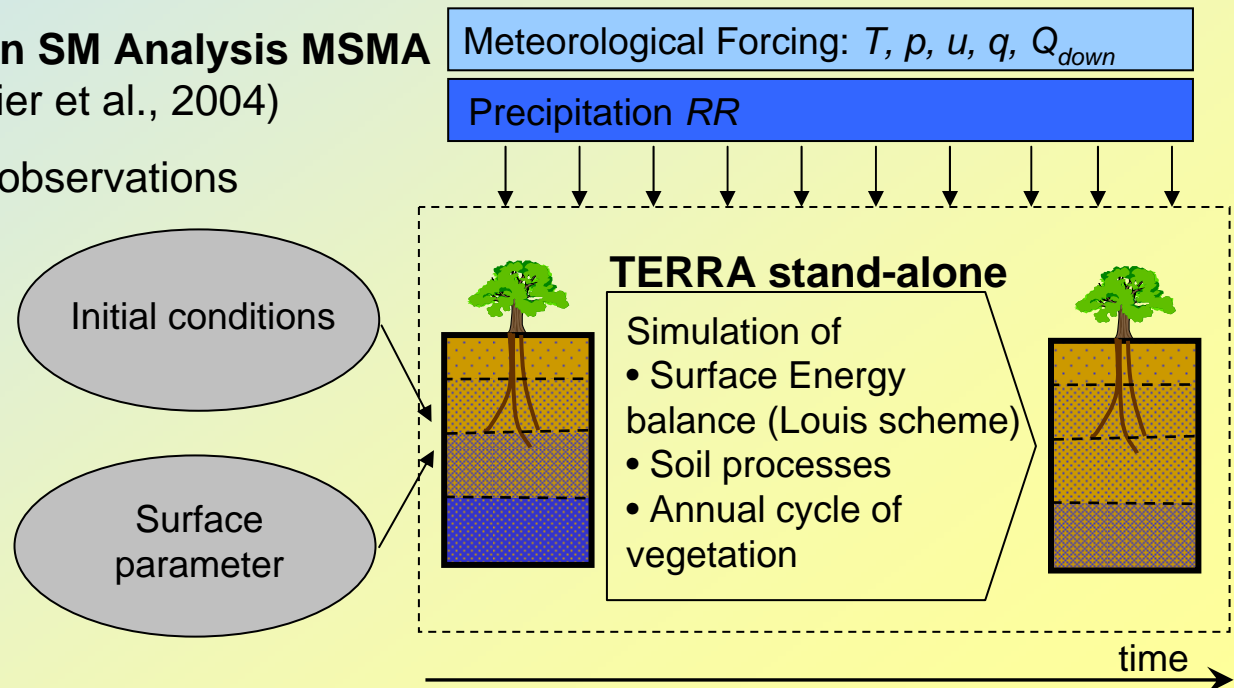 n SM Analysis MSMA
ier et al., 2004)
observations
Meteorological Forcing: T, p, u, q, Q_down
Precipitation RR
Initial conditions
Surface
parameter
TERRA stand-alone
Simulation of
• Surface Energy
balance (Louis scheme)
• Soil processes
• Annual cycle of
vegetation
time